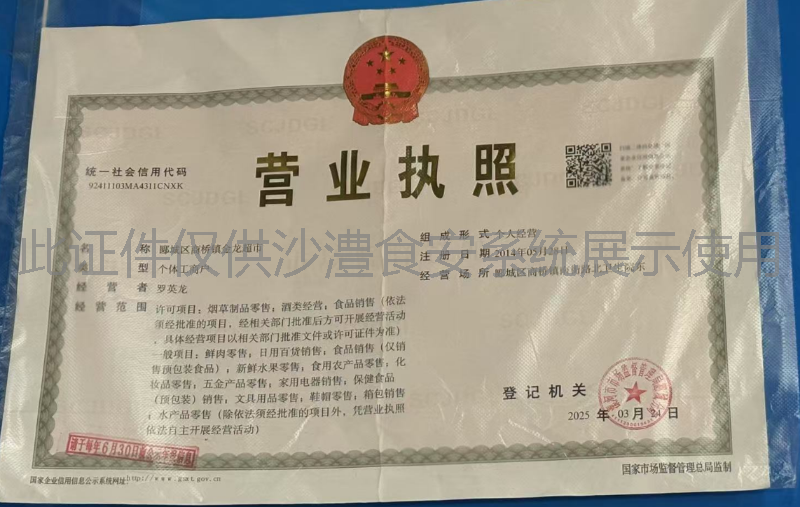 营业执照
统一社会信用代码
92411103MA4311CNXK
名 称 郾城区商桥镇金龙超市
类 型 个体工商户
经 营 者 罗英龙
经 营 范 围 许可项目：烟草制品零售；酒类经营；食品销售（依法
须经批准的项目，经相关部门批准后方可开展经营活动
，具体经营项目以相关部门批准文件或许可证件为准）
一般项目：鲜肉零售；日用百货销售；食品销售（仅销
售预包装食品）；新鲜水果零售；食用农产品零售；化
妆品零售；五金产品零售；家用电器销售；保健食品
（预包装）销售；文具用品零售；鞋帽零售；箱包销售
；水产品零售（除依法须经批准的项目外，凭营业执照
依法自主开展经营活动）
组 成 形 式 个人经营
注 册 日 期 2014年05月29日
经 营 场 所 郾城区商桥镇
登 记 机 关
2025 年 03 月 24 日
此证件仅供沙澧食安系统展示使用
SCJDGL
国家企业信用信息公示系统网址:http://www.gsxt.gov.cn
国家市场监督管理总局监制